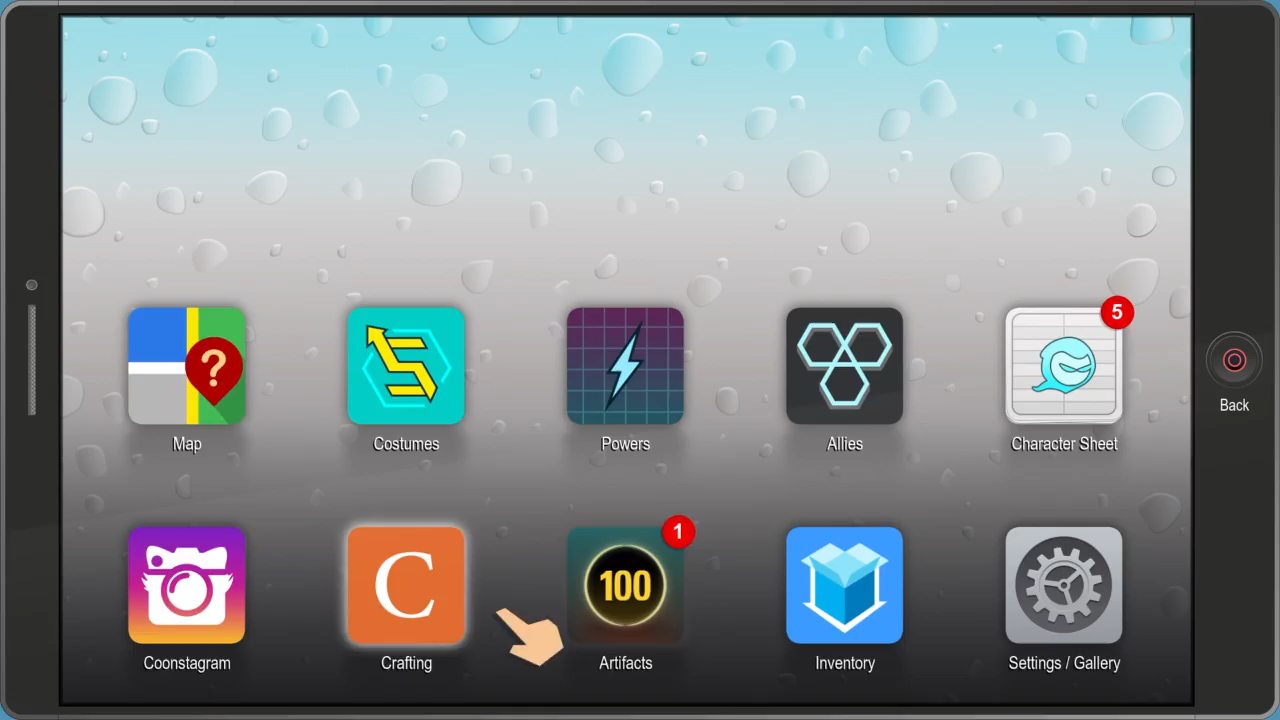 5
?
Back
Map
Costumes
Powers
Allies
Character Sheet
1
C
100
Coonstagram
Crafting
Artifacts
Inventory
Settings / Gallery